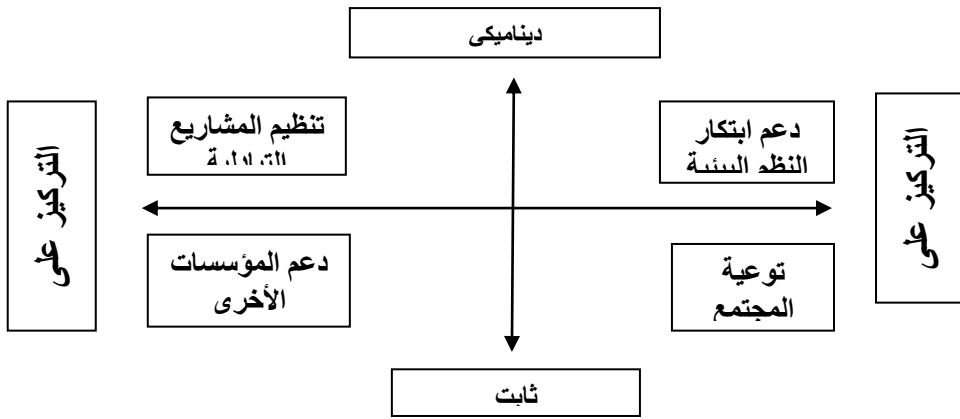 ديناميكى
التركيز على
دعم ابتكار
النظم البيئية
تنظيم المشاريع
التركيز على
توعية
المجتمع
دعم المؤسسات
الأخرى
ثابت